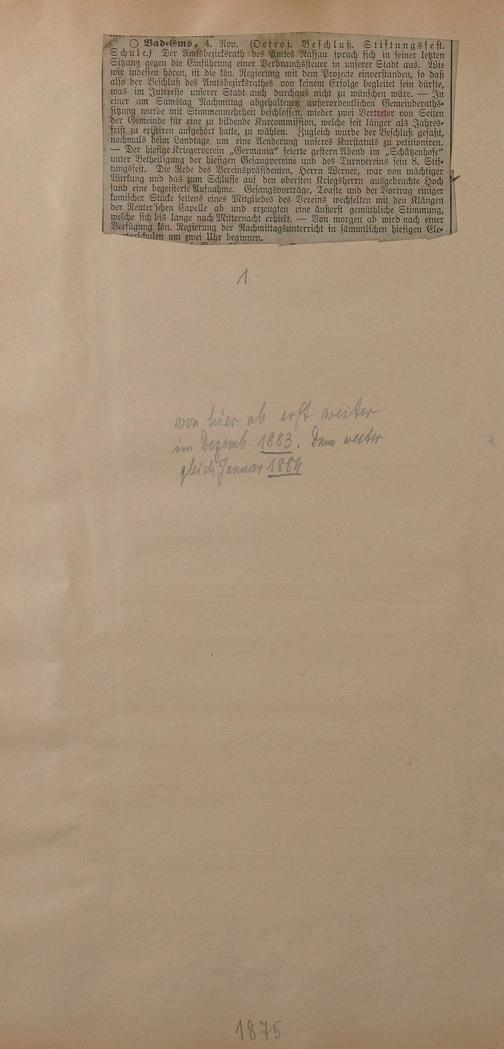 ○ Bad-Ems, 4. Nov. (Octroi. Beschluß. Stiftungsfest.
Schule.) Der Amtsbezirksrath des Amtes Nassau sprach sich in seiner letzten
Sitzung gegen die Einführung einer Verbrauchssteuer in unserer Stadt aus. Wie
wir indessen hören, ist die kön. Regierung mit dem Projecte einverstanden, so daß
also der Beschluß des Amtsbezirksrathes von keinem Erfolge begleitet sein dürfte,
was im Interesse unserer Stadt auch durchaus nicht zu wünschen wäre. — In
einer am Samstag Nachmittag abgehaltenen außerordentlichen Gemeinderaths-
sitzung wurde mit Stimmenmehrheit beschlossen, wieder zwei Vertreter von Seiten
der Gemeinde für eine zu bildende Kurcommission, welche seit länger als Jahres-
frist zu existiren aufgehört hatte, zu wählen. Zugleich wurde der Beschluß gefaßt,
nochmals beim Landtage um eine Aenderung unseres Kurstatuts zu petitioniren.
— Der hiesige Kriegerverein „Germania" feierte gestern Abend im „Schützenhofe"
unter Betheiligung der hiesigen Gesangvereine und des Turnvereins sein 8. Stif-
tungsfest. Die Rede des Vereinspräsidenten, Herrn Werner, war von mächtiger
Wirkung und das zum Schlusse auf den obersten Kriegsherrn ausgebrachte Hoch
fand eine begeisterte Aufnahme. Gesangsvorträge, Toaste und der Vortrag einiger
komischer Stücke seitens eines Mitgliedes des Vereins wechselten mit den Klängen
der Reuter'schen Capelle ab und erzeugten eine äußerst gemüthliche Stimmung,
welche sich bis lange nach Mitternacht erhielt. — Von morgen ab wird nach einer
Verfügung kön. Regierung der Nachmittagsunterricht in sämmtlichen hiesigen Ele-
schulen um zwei Uhr beginnen.
1
von hier ab erst weiter
im Dezemb. 1883. Dann weiter
gleich Januar 1884
1875